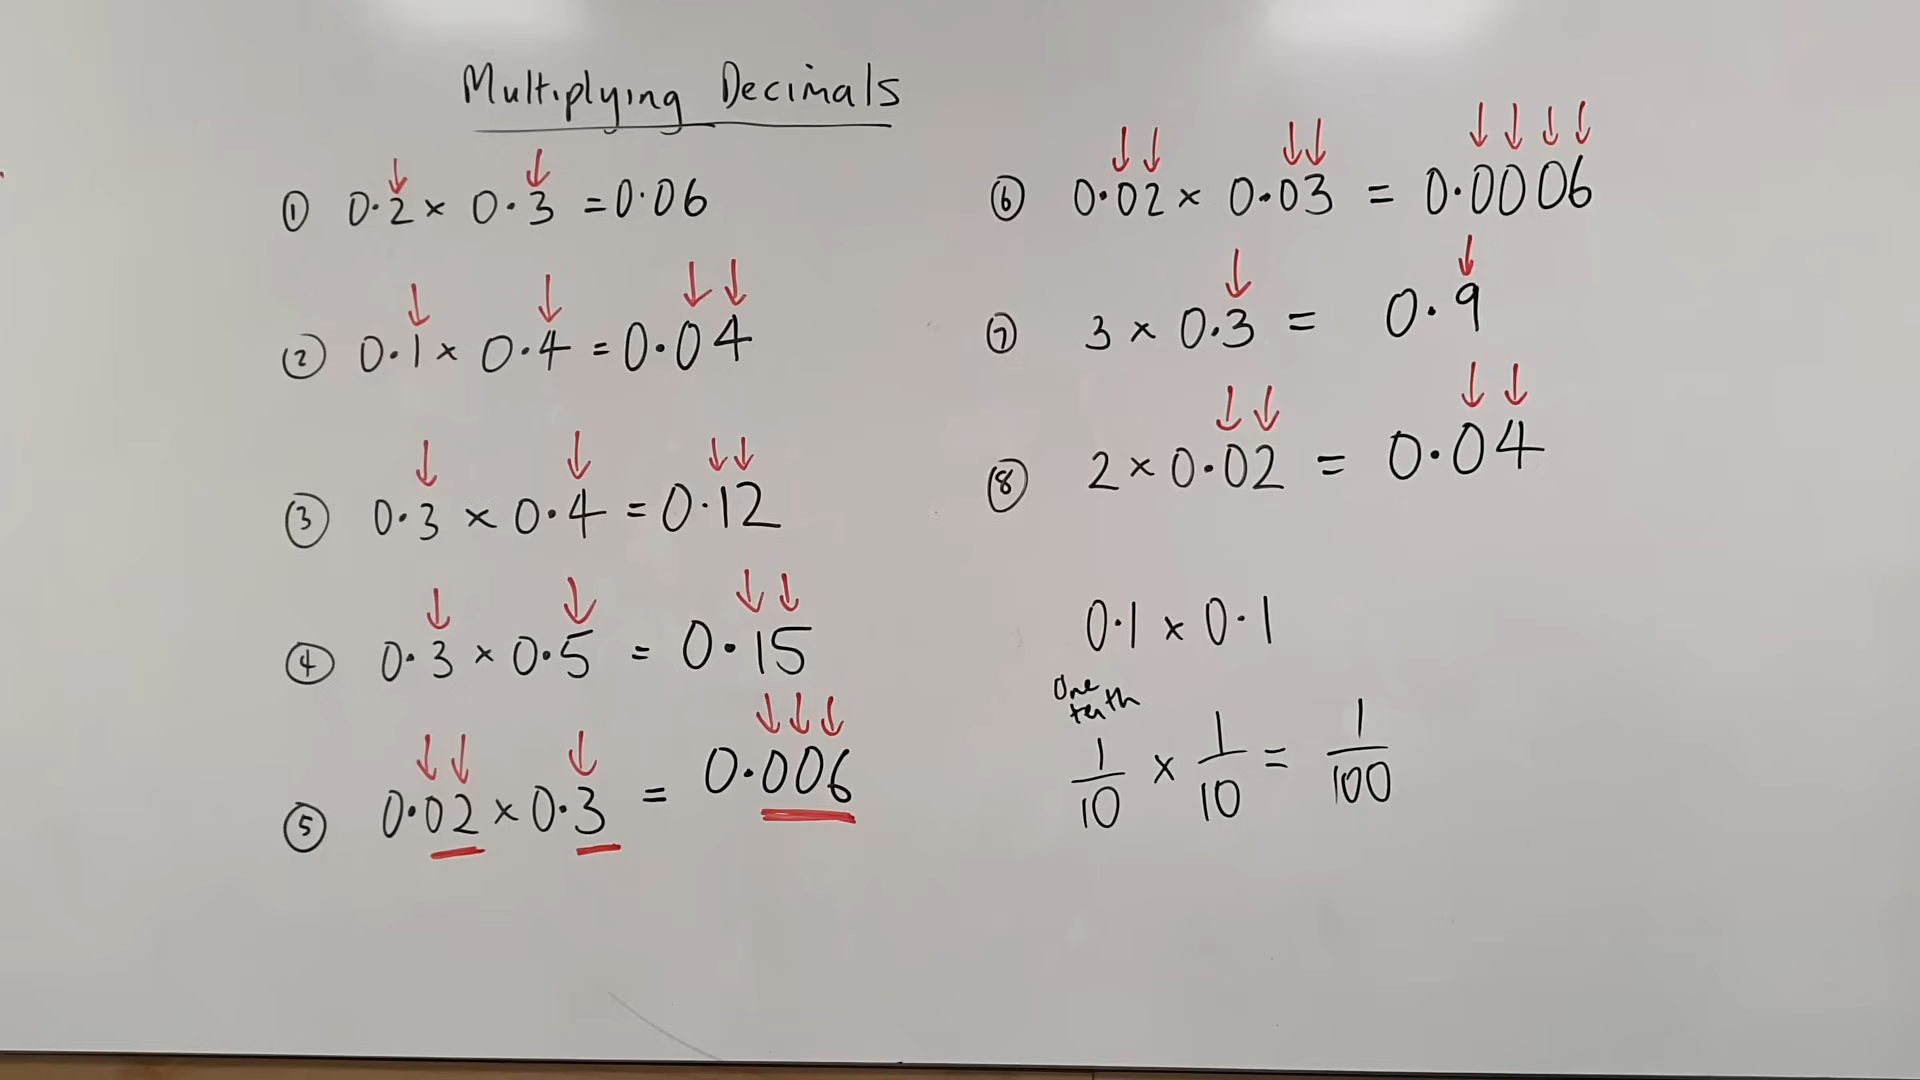 Multiplying Decimals
① 0.2 × 0.3 = 0.06
② 0.1 × 0.4 = 0.04
③ 0.3 × 0.4 = 0.12
④ 0.3 × 0.5 = 0.15
⑤ 0.02 × 0.3 = 0.006
⑥ 0.02 × 0.03 = 0.0006
⑦ 3 × 0.3 = 0.9
⑧ 2 × 0.02 = 0.04
0.1 × 0.1
One
tenth
1/10 × 1/10 = 1/100